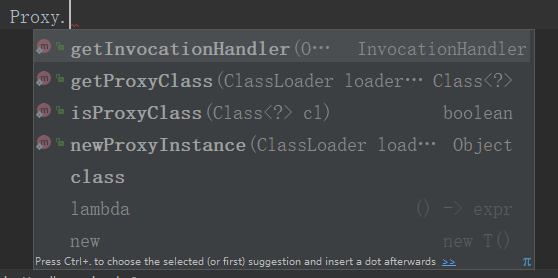 Proxy.
getInvocationHandler(O… InvocationHandler
getProxyClass(ClassLoader loader… Class<?>
isProxyClass(Class<?> cl) boolean
newProxyInstance(ClassLoader load… Object
class
lambda () -> expr
new new T()
Press Ctrl+. to choose the selected (or first) suggestion and insert a dot afterwards >> π